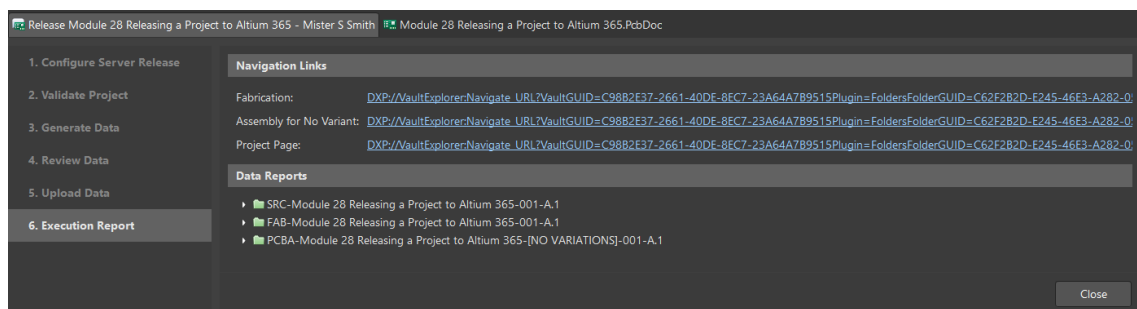 Release Module 28 Releasing a Project to Altium 365 - Mister S Smith
Module 28 Releasing a Project to Altium 365.PcbDoc
1. Configure Server Release
2. Validate Project
3. Generate Data
4. Review Data
5. Upload Data
6. Execution Report
Navigation Links
Fabrication: DXP://VaultExplorer:Navigate_URL?VaultGUID=C98B2E37-2661-40DE-8EC7-23A64A7B9515Plugin=FoldersFolderGUID=C62F2B2D-E245-46E3-A282-0
Assembly for No Variant: DXP://VaultExplorer:Navigate_URL?VaultGUID=C98B2E37-2661-40DE-8EC7-23A64A7B9515Plugin=FoldersFolderGUID=C62F2B2D-E245-46E3-A282-0
Project Page: DXP://VaultExplorer:Navigate_URL?VaultGUID=C98B2E37-2661-40DE-8EC7-23A64A7B9515Plugin=FoldersFolderGUID=C62F2B2D-E245-46E3-A282-0
Data Reports
SRC-Module 28 Releasing a Project to Altium 365-001-A.1
FAB-Module 28 Releasing a Project to Altium 365-001-A.1
PCBA-Module 28 Releasing a Project to Altium 365-[NO VARIATIONS]-001-A.1
Close